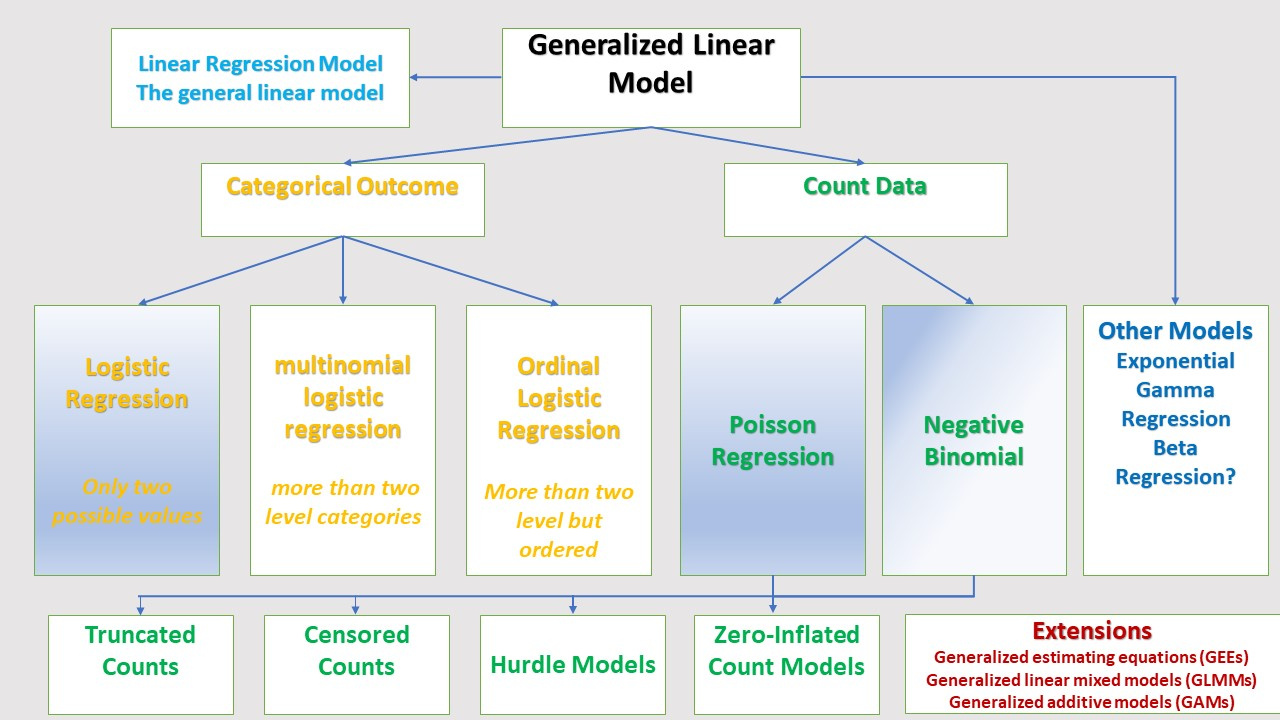 Generalized Linear
Model
Linear Regression Model
The general linear model
Categorical Outcome
Count Data
Logistic
Regression
Only two
possible values
multinomial
logistic
regression
more than two
level categories
Ordinal
Logistic
Regression
More than two
level but
ordered
Poisson
Regression
Negative
Binomial
Other Models
Exponential
Gamma
Regression
Beta
Regression?
Truncated
Counts
Censored
Counts
Hurdle Models
Zero-Inflated
Count Models
Extensions
Generalized estimating equations (GEEs)
Generalized linear mixed models (GLMMs)
Generalized additive models (GAMs)